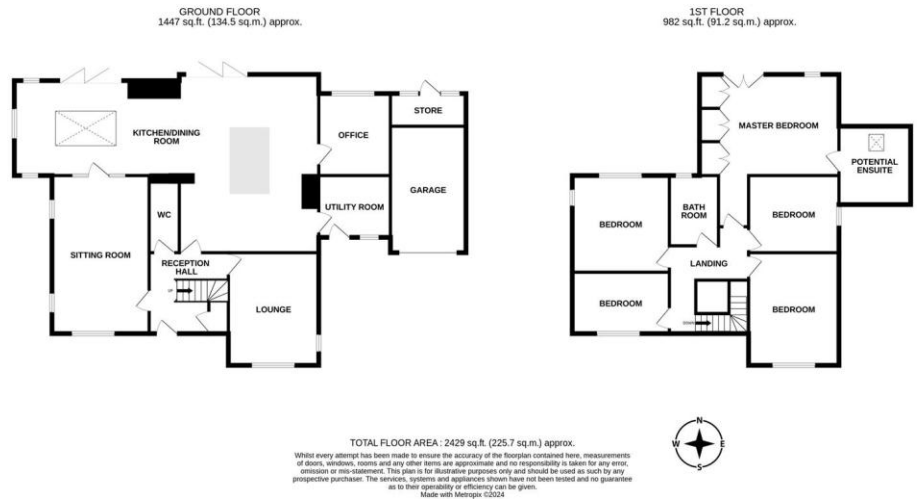 GROUND FLOOR
1447 sq.ft. (134.5 sq.m.) approx.
KITCHEN/DINING
ROOM
OFFICE
STORE
GARAGE
UTILITY ROOM
WC
SITTING ROOM
RECEPTION
HALL
UP
LOUNGE
1ST FLOOR
982 sq.ft. (91.2 sq.m.) approx.
MASTER BEDROOM
POTENTIAL
ENSUITE
BEDROOM
BATH
ROOM
BEDROOM
LANDING
BEDROOM
BEDROOM
DOWN
N
W
E
S
TOTAL FLOOR AREA : 2429 sq.ft. (225.7 sq.m.) approx.
Whilst every attempt has been made to ensure the accuracy of the floorplan contained here, measurements
of doors, windows, rooms and any other items are approximate and no responsibility is taken for any error,
omission or mis-statement. This plan is for illustrative purposes only and should be used as such by any
prospective purchaser. The services, systems and appliances shown have not been tested and no guarantee
as to their operability or efficiency can be given.
Made with Metropix ©2024